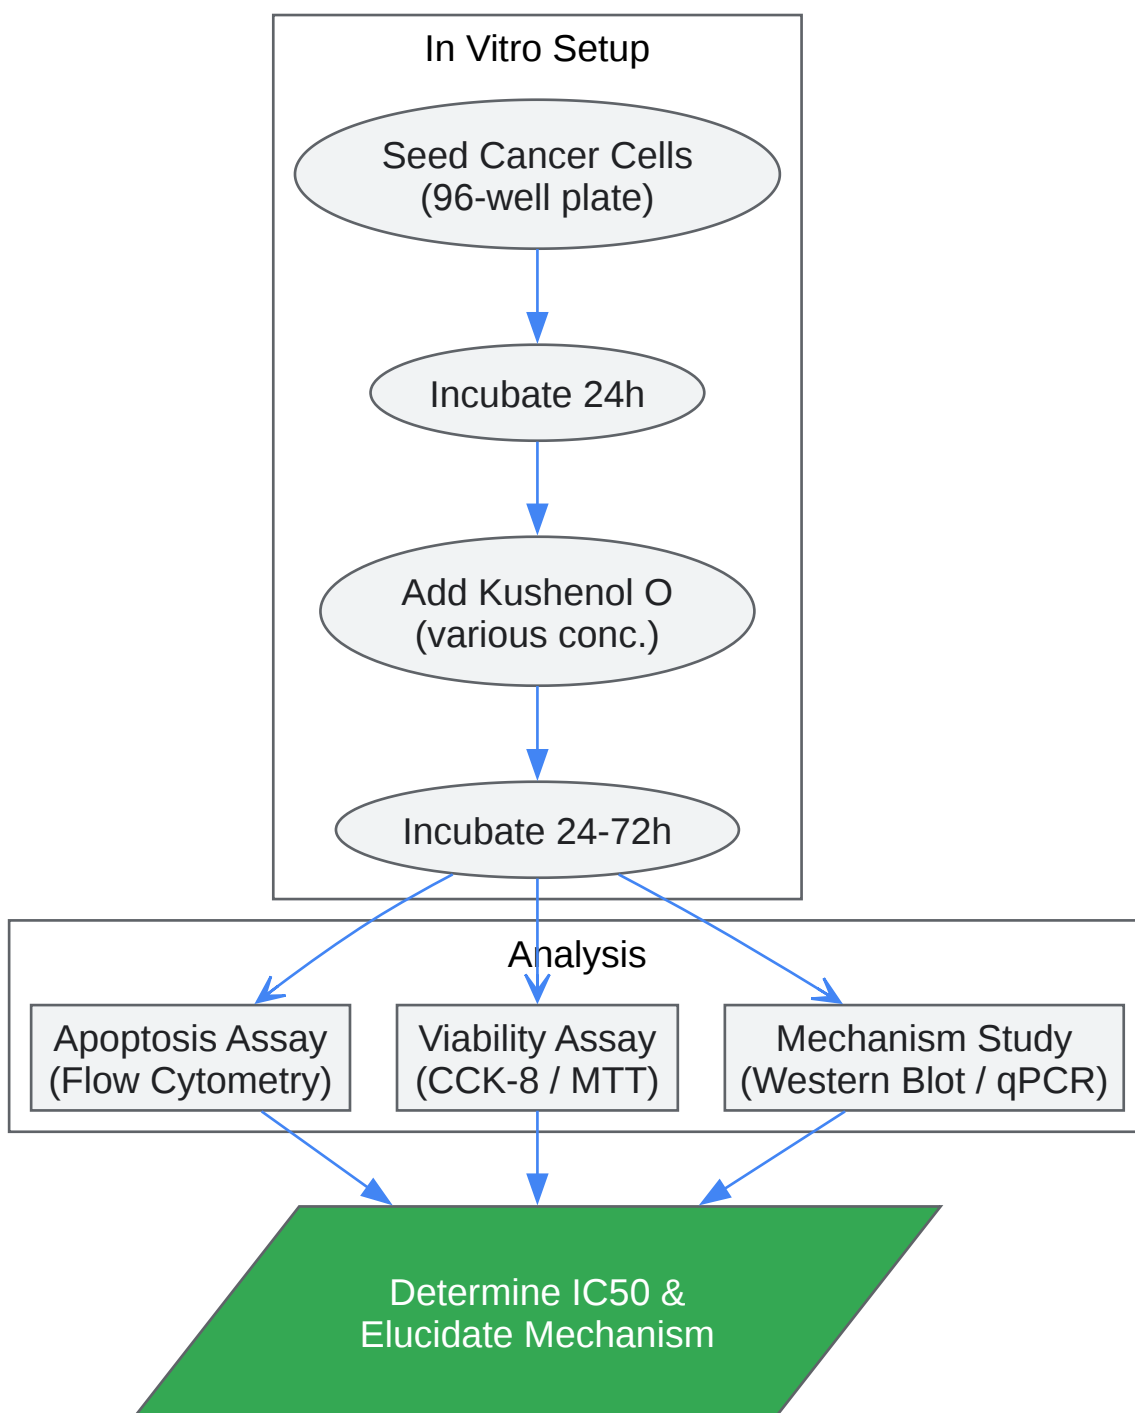 In Vitro Setup
Seed Cancer Cells
(96-well plate)
Incubate 24h
Add Kushenol O
(various conc.)
Incubate 24-72h
Analysis
Apoptosis Assay
(Flow Cytometry)
Viability Assay
(CCK-8 / MTT)
Mechanism Study
(Western Blot / qPCR)
Determine IC50 &
Elucidate Mechanism